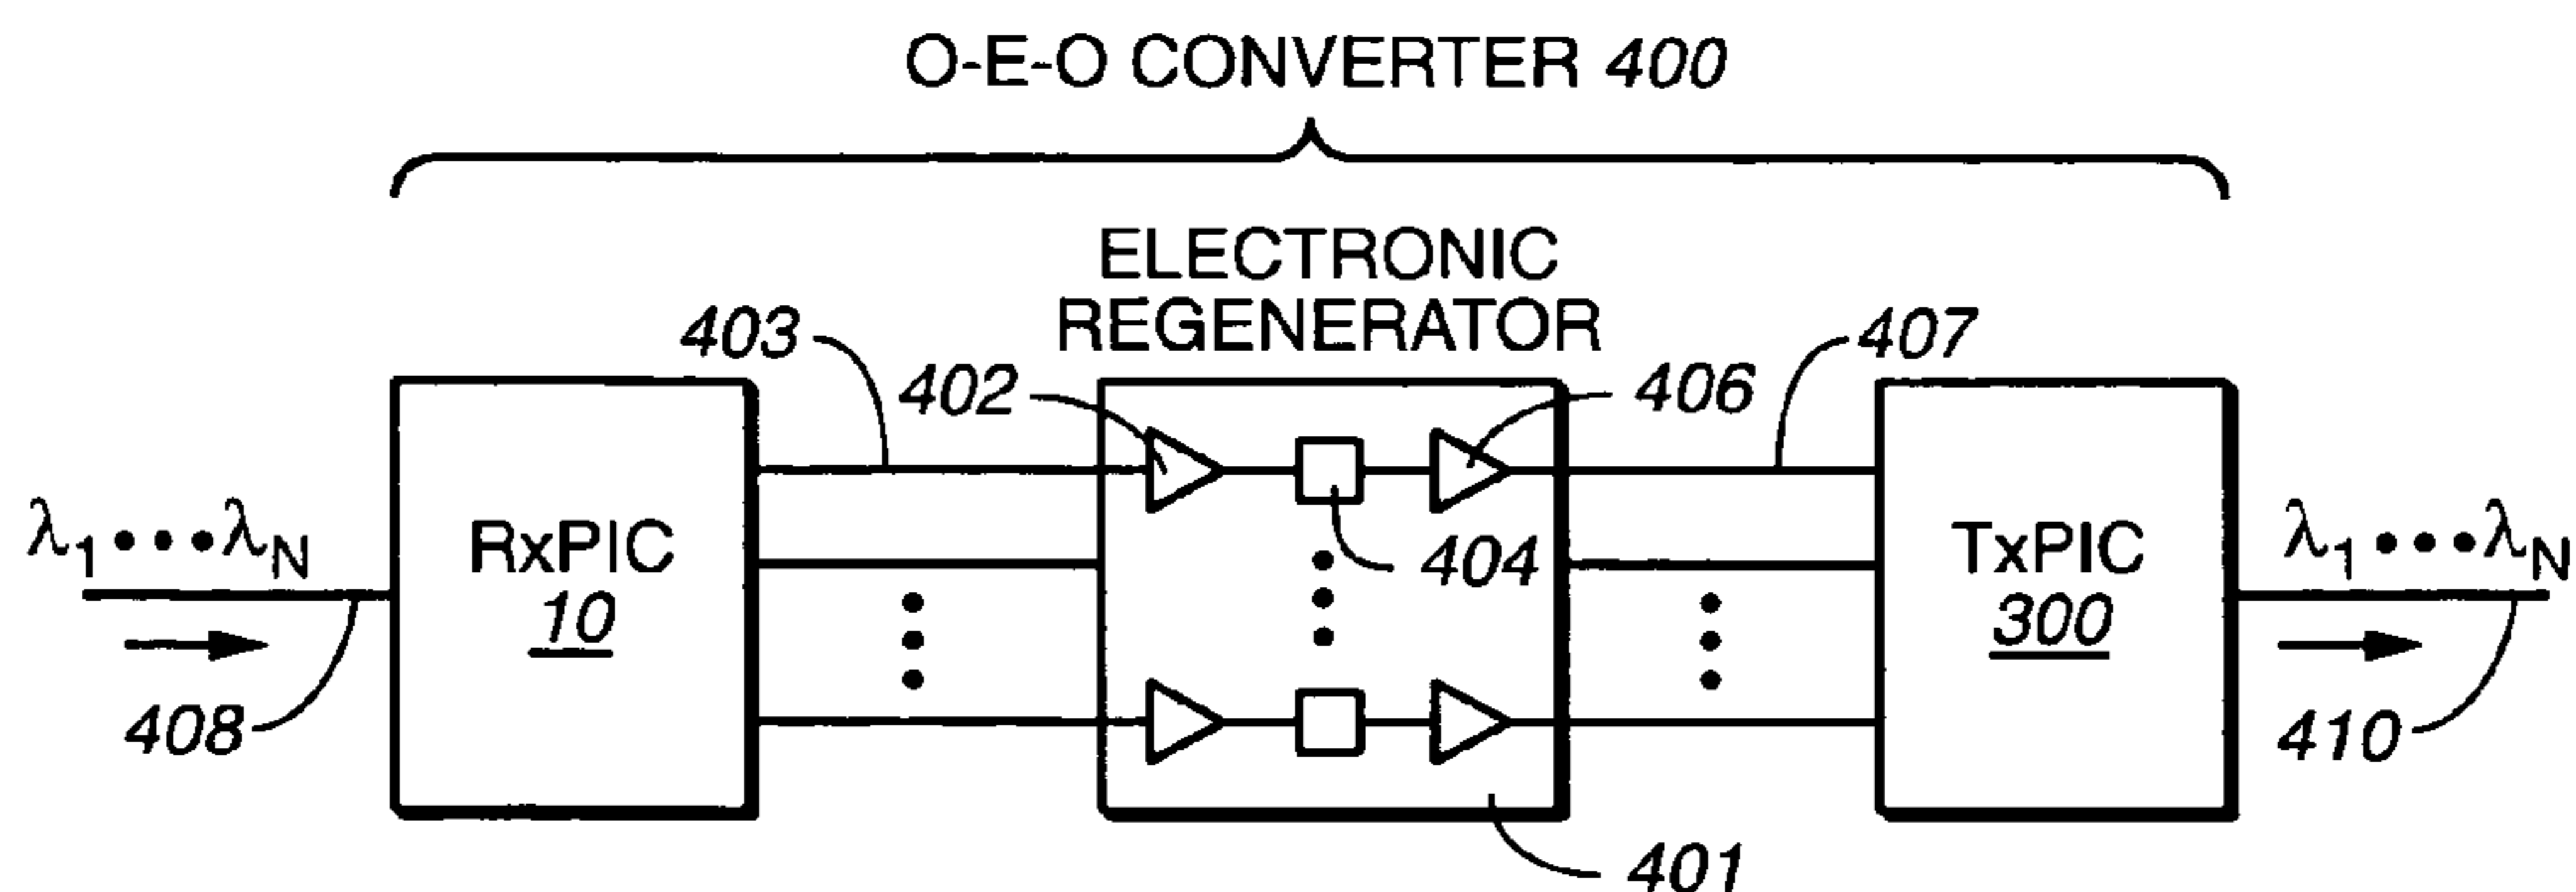 O-E-O CONVERTER 400
ELECTRONIC
REGENERATOR
403
402
406
407
λ1•••λN
RxPIC
10
404
TxPIC
300
λ1•••λN
408
410
401